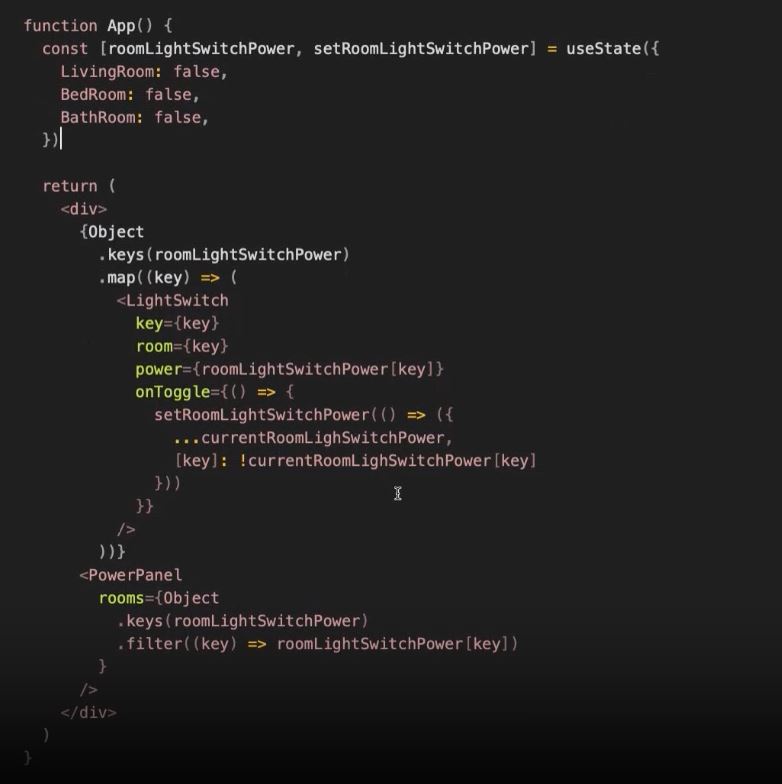 function App() {
  const [roomLightSwitchPower, setRoomLightSwitchPower] = useState({
    LivingRoom: false,
    BedRoom: false,
    BathRoom: false,
  })
  return (
    <div>
      {Object
        .keys(roomLightSwitchPower)
        .map((key) => (
          <LightSwitch
            key={key}
            room={key}
            power={roomLightSwitchPower[key]}
            onToggle={() => {
              setRoomLightSwitchPower(() => ({
                ...currentRoomLighSwitchPower,
                [key]: !currentRoomLighSwitchPower[key]
              }))
            }}
          />
        ))}
      <PowerPanel
        rooms={Object
          .keys(roomLightSwitchPower)
          .filter((key) => roomLightSwitchPower[key])
        }
      />
    </div>
  )
}